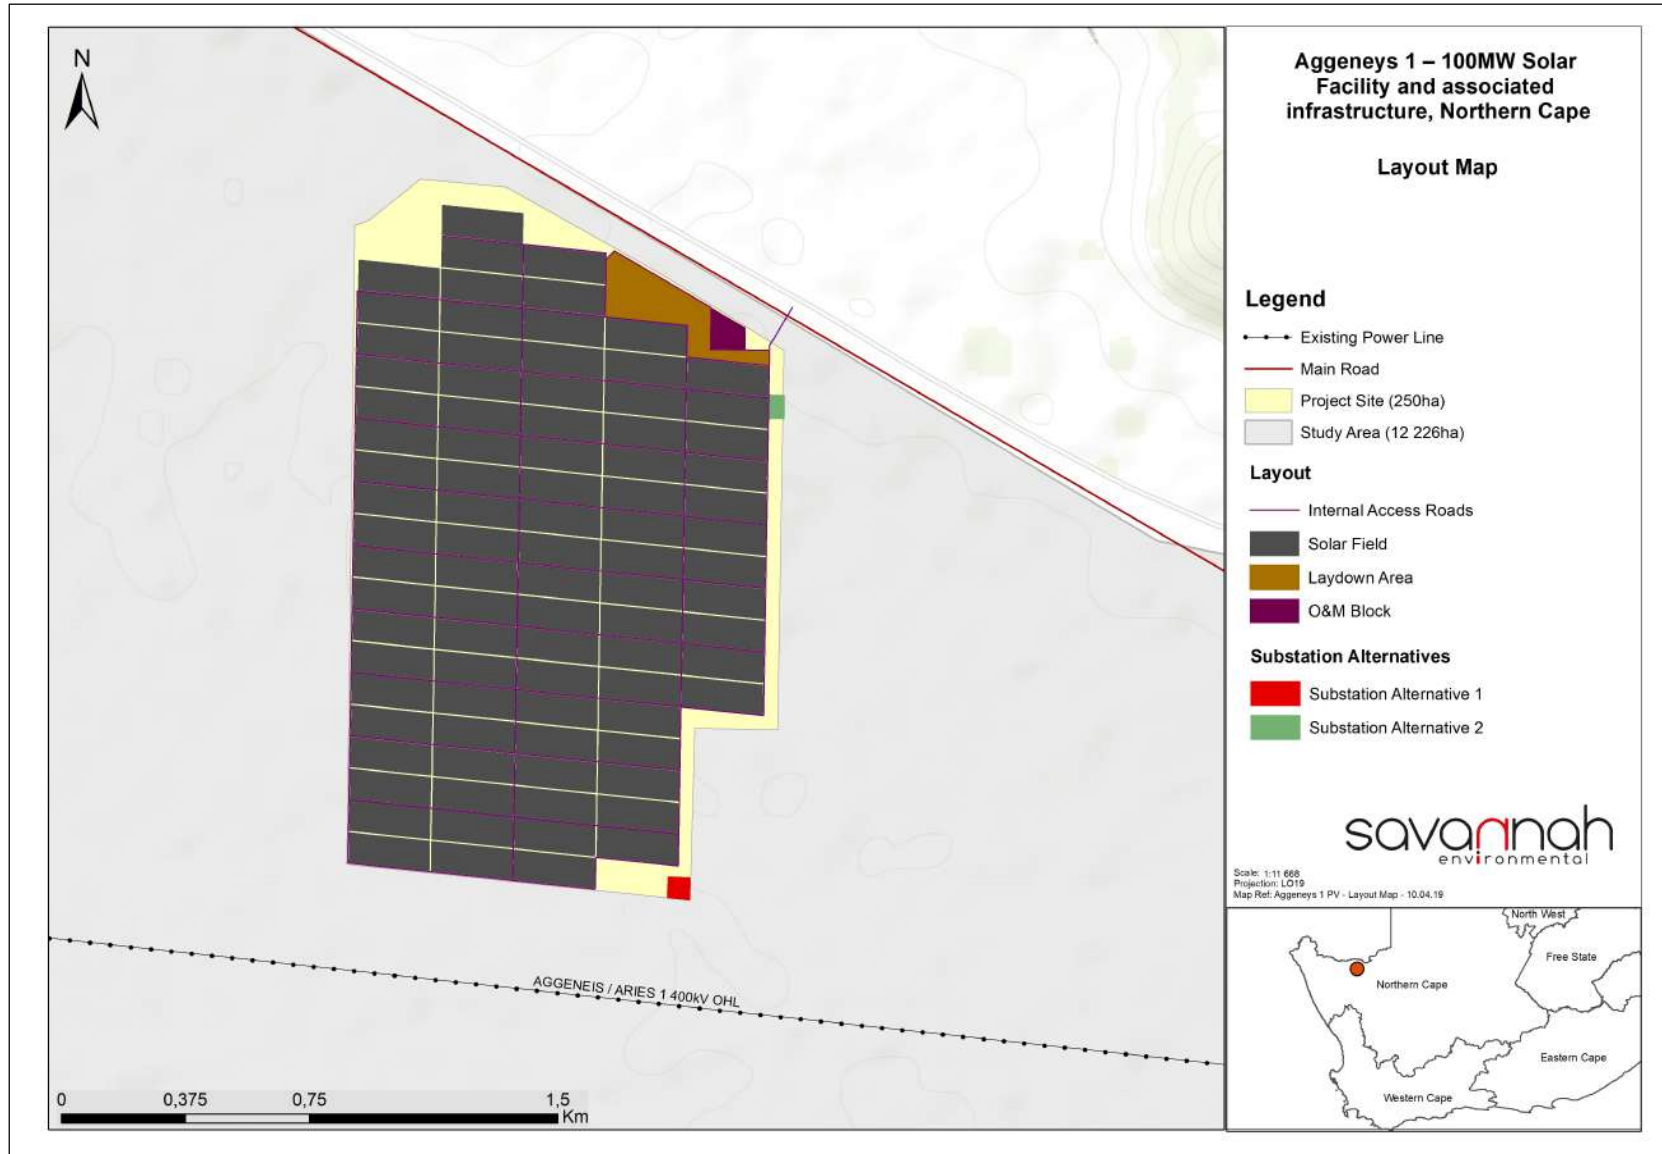 N
Aggeneys 1 – 100MW Solar
Facility and associated
infrastructure, Northern Cape
Layout Map
Legend
Existing Power Line
Main Road
Project Site (250ha)
Study Area (12 226ha)
Layout
Internal Access Roads
Solar Field
Laydown Area
O&M Block
Substation Alternatives
Substation Alternative 1
Substation Alternative 2
savannah
environmental
Scale: 1:11 668
Projection: LO19
Map Ref: Aggeneys 1 PV - Layout Map - 10.04.19
North West
Free State
Northern Cape
Eastern Cape
Western Cape
AGGENEIS / ARIES 1 400kV OHL
0 0,375 0,75 1,5
Km